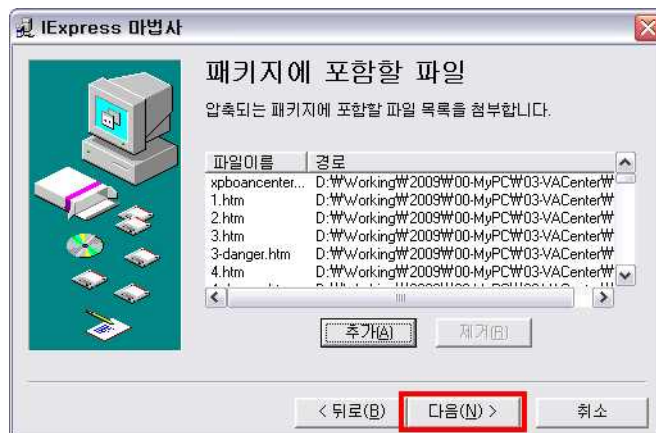 IExpress 마법사
패키지에 포함할 파일
압축되는 패키지에 포함할 파일 목록을 첨부합니다.
파일이름 경로
xpboancenter... D:₩Working₩2009₩00-MyPC₩03-VACenter₩
1.htm D:₩Working₩2009₩00-MyPC₩03-VACenter₩
2.htm D:₩Working₩2009₩00-MyPC₩03-VACenter₩
3.htm D:₩Working₩2009₩00-MyPC₩03-VACenter₩
3-danger.htm D:₩Working₩2009₩00-MyPC₩03-VACenter₩
4.htm D:₩Working₩2009₩00-MyPC₩03-VACenter₩
추가(A) 제거(R)
< 뒤로(B) 다음(N) > 취소